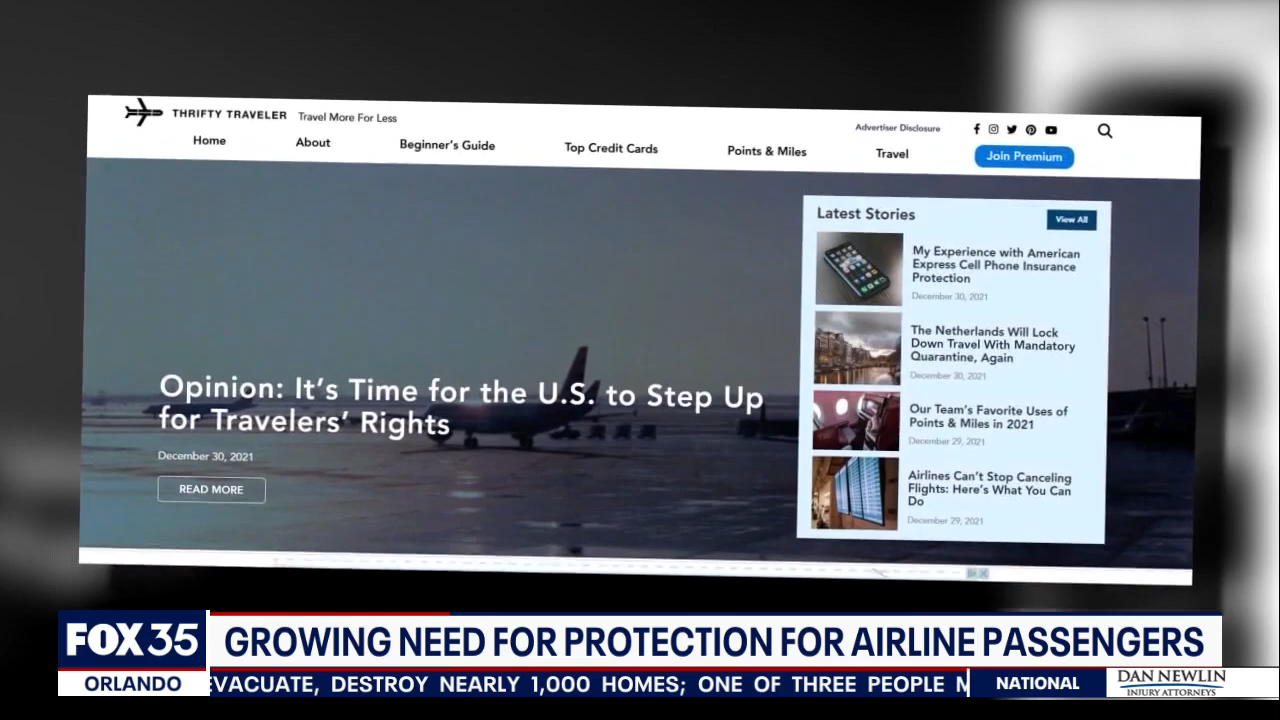 THRIFTY TRAVELER Travel More For Less
Advertiser Disclosure
Home About Beginner's Guide Top Credit Cards Points & Miles Travel Join Premium
Latest Stories View All
My Experience with American
Express Cell Phone Insurance
Protection
December 30, 2021
The Netherlands Will Lock
Down Travel With Mandatory
Quarantine, Again
December 30, 2021
Our Team's Favorite Uses of
Points & Miles in 2021
December 29, 2021
Airlines Can't Stop Canceling
Flights: Here's What You Can
Do
December 29, 2021
Opinion: It's Time for the U.S. to Step Up
for Travelers' Rights
December 30, 2021
READ MORE
FOX 35 GROWING NEED FOR PROTECTION FOR AIRLINE PASSENGERS
ORLANDO EVACUATE, DESTROY NEARLY 1,000 HOMES; ONE OF THREE PEOPLE M NATIONAL
DAN NEWLIN
INJURY ATTORNEYS